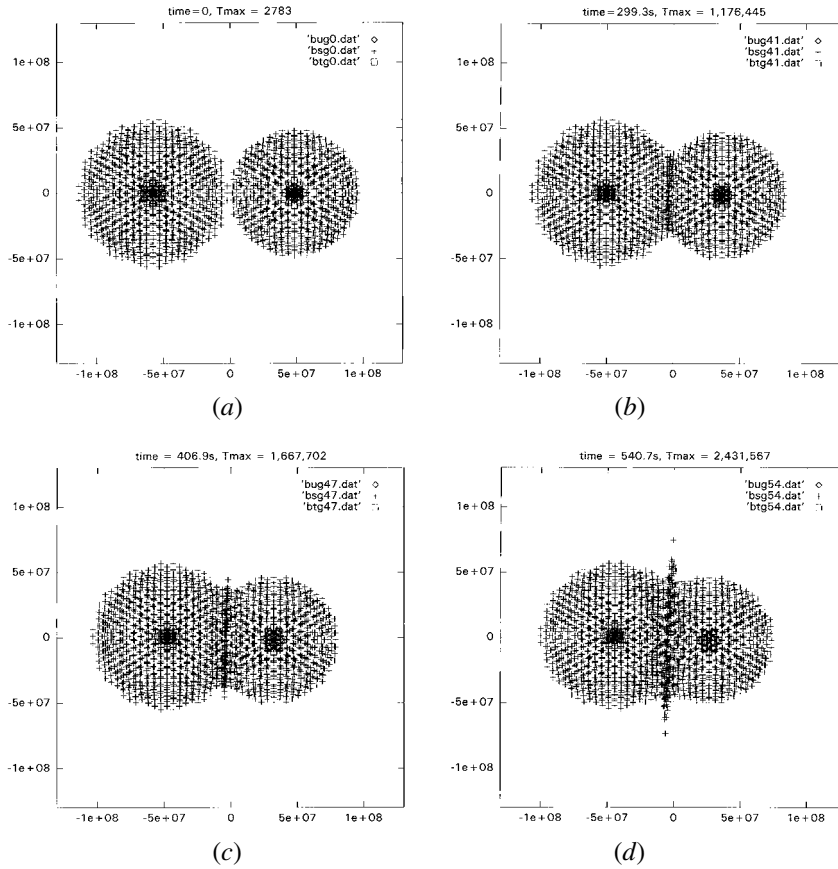 time=0, Tmax = 2783
'bug0.dat'
'bsg0.dat'
'btg0.dat'
1e+08
5e+07
0
-5e+07
-1e+08
-1e+08 -5e+07 0 5e+07 1e+08
(a)
time=299.3s, Tmax = 1,176,445
'bug41.dat'
'bsg41.dat'
'btg41.dat'
1e+08
5e+07
0
-5e+07
-1e+08
-1e+08 -5e+07 0 5e+07 1e+08
(b)
time = 406.9s, Tmax = 1,667,702
'bug47.dat'
'bsg47.dat'
'btg47.dat'
1e+08
5e+07
0
-5e+07
-1e+08
-1e+08 -5e+07 0 5e+07 1e+08
(c)
time = 540.7s, Tmax = 2,431,567
'bug54.dat'
'bsg54.dat'
'btg54.dat'
1e+08
5e+07
0
-5e+07
-1e+08
-1e+08 -5e+07 0 5e+07 1e+08
(d)